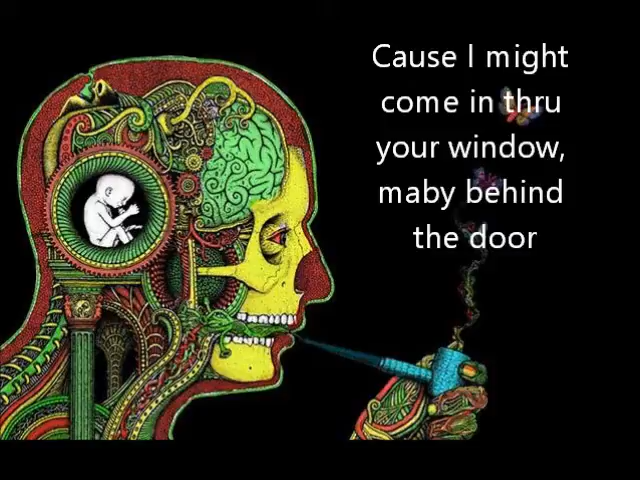 Cause I might
come in thru
your window,
maby behind
the door